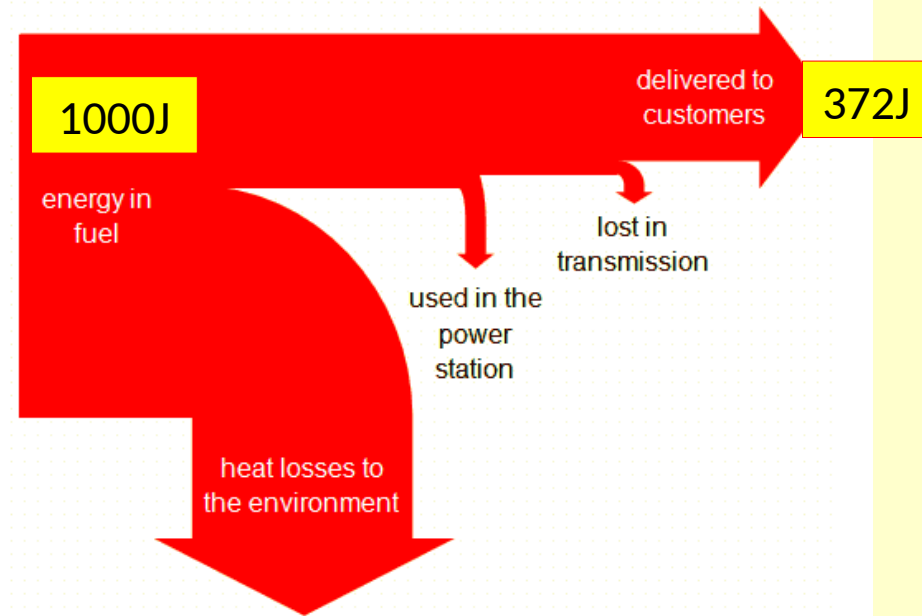 1000J
energy in
fuel
delivered to
customers
372J
lost in
transmission
used in the
power
station
heat losses to
the environment